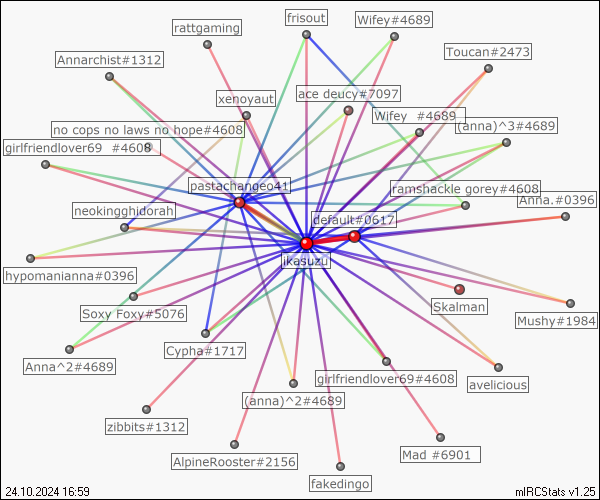 frisout
Wifey#4689
rattgaming
Toucan#2473
Annarchist#1312
ace deucy#7097
xenoyaut
Wifey  #4689
(anna)^3#4689
no cops no laws no hope#4608
girlfriendlover69  #4608
pastachangeo41
ramshackle gorey#4608
Anna.#0396
neokingghidorah
default#0617
ikasuzu
hypomanianna#0396
Skalman
Soxy Foxy#5076
Mushy#1984
Cypha#1717
Anna^2#4689
girlfriendlover69#4608
avelicious
(anna)^2#4689
zibbits#1312
Mad #6901
AlpineRooster#2156
fakedingo
24.10.2024 16:59
mIRCStats v1.25